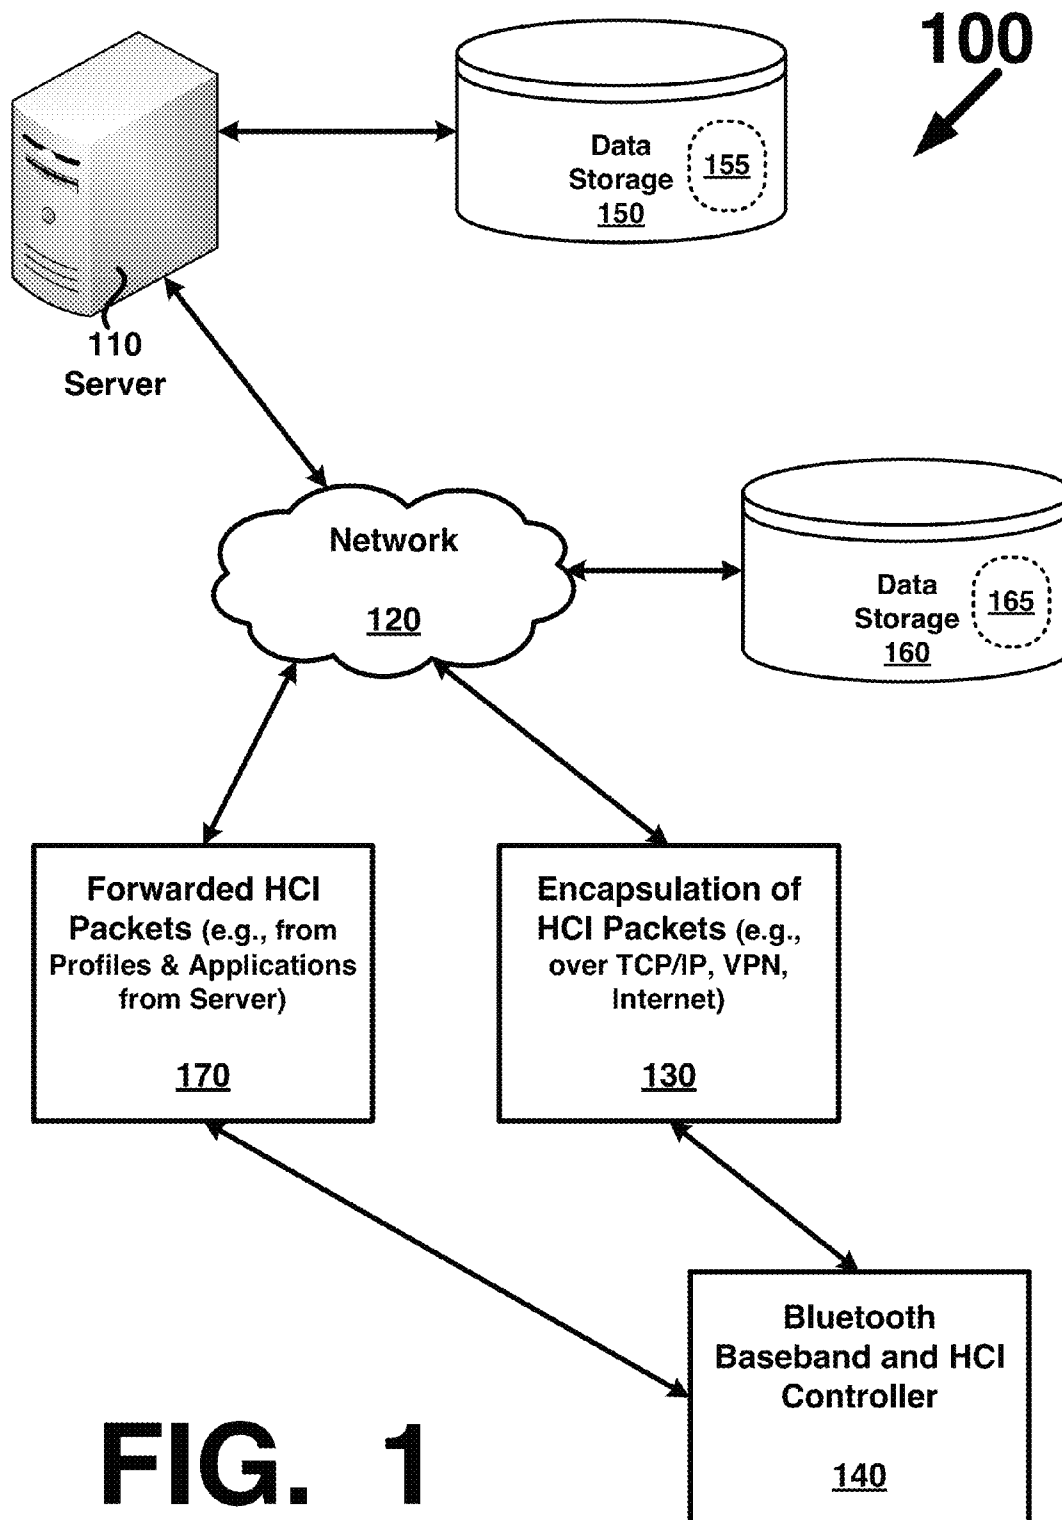 100
Data
Storage
150
155
110
Server
Network
120
Data
Storage
160
165
Forwarded HCI
Packets (e.g., from
Profiles & Applications
from Server)
170
Encapsulation of
HCI Packets (e.g.,
over TCP/IP, VPN,
Internet)
130
Bluetooth
Baseband and HCI
Controller
140
FIG. 1